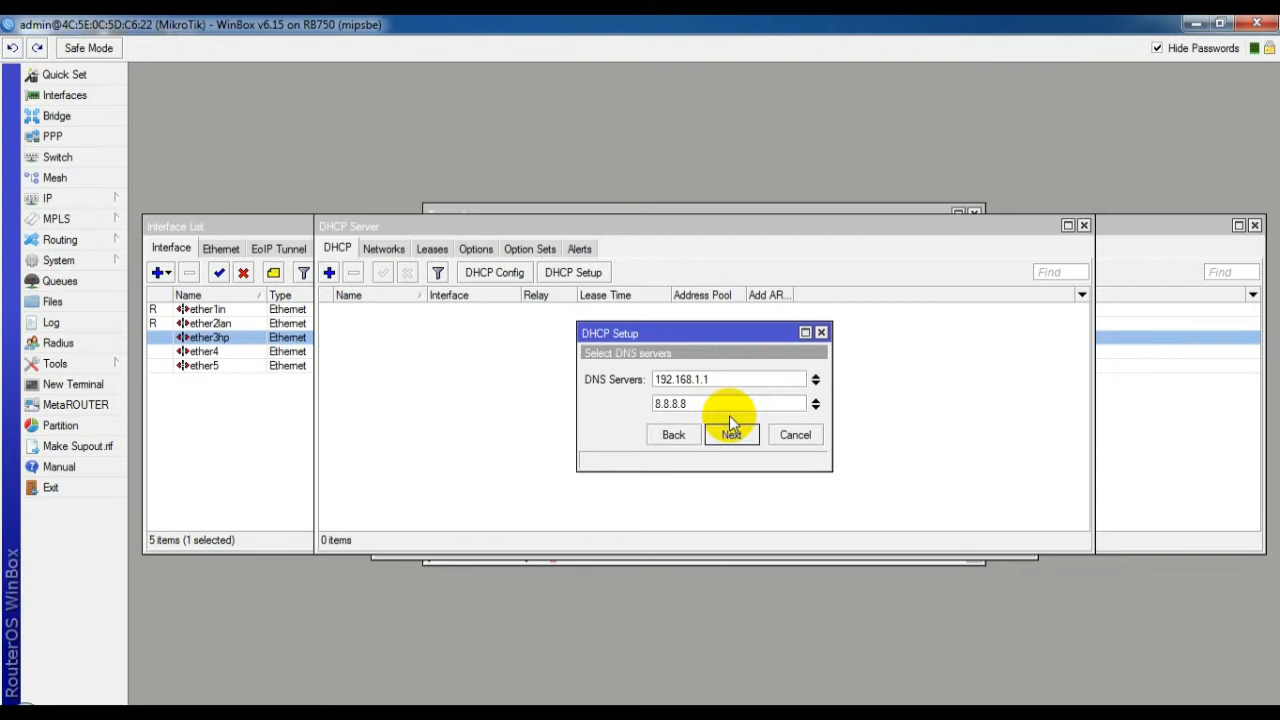 admin@4C:5E:0C:5D:C6:22 (MikroTik) - WinBox v6.15 on RB750 (mipsbe)
Safe Mode
Hide Passwords
Quick Set
Interfaces
Bridge
PPP
Switch
Mesh
IP
MPLS
Routing
System
Queues
Files
Log
Radius
Tools
New Terminal
MetaROUTER
Partition
Make Supout.rif
Manual
Exit
RouterOS WinBox
Interface List
Interface Ethernet EoIP Tunnel
Name Type
R ether1in Ethernet
R ether2lan Ethernet
ether3hp Ethernet
ether4 Ethernet
ether5 Ethernet
5 items (1 selected)
DHCP Server
DHCP Networks Leases Options Option Sets Alerts
DHCP Config DHCP Setup Find
Name Interface Relay Lease Time Address Pool Add AR...
0 items
Find
DHCP Setup
Select DNS servers
DNS Servers: 192.168.1.1
8.8.8.8
Back Next Cancel